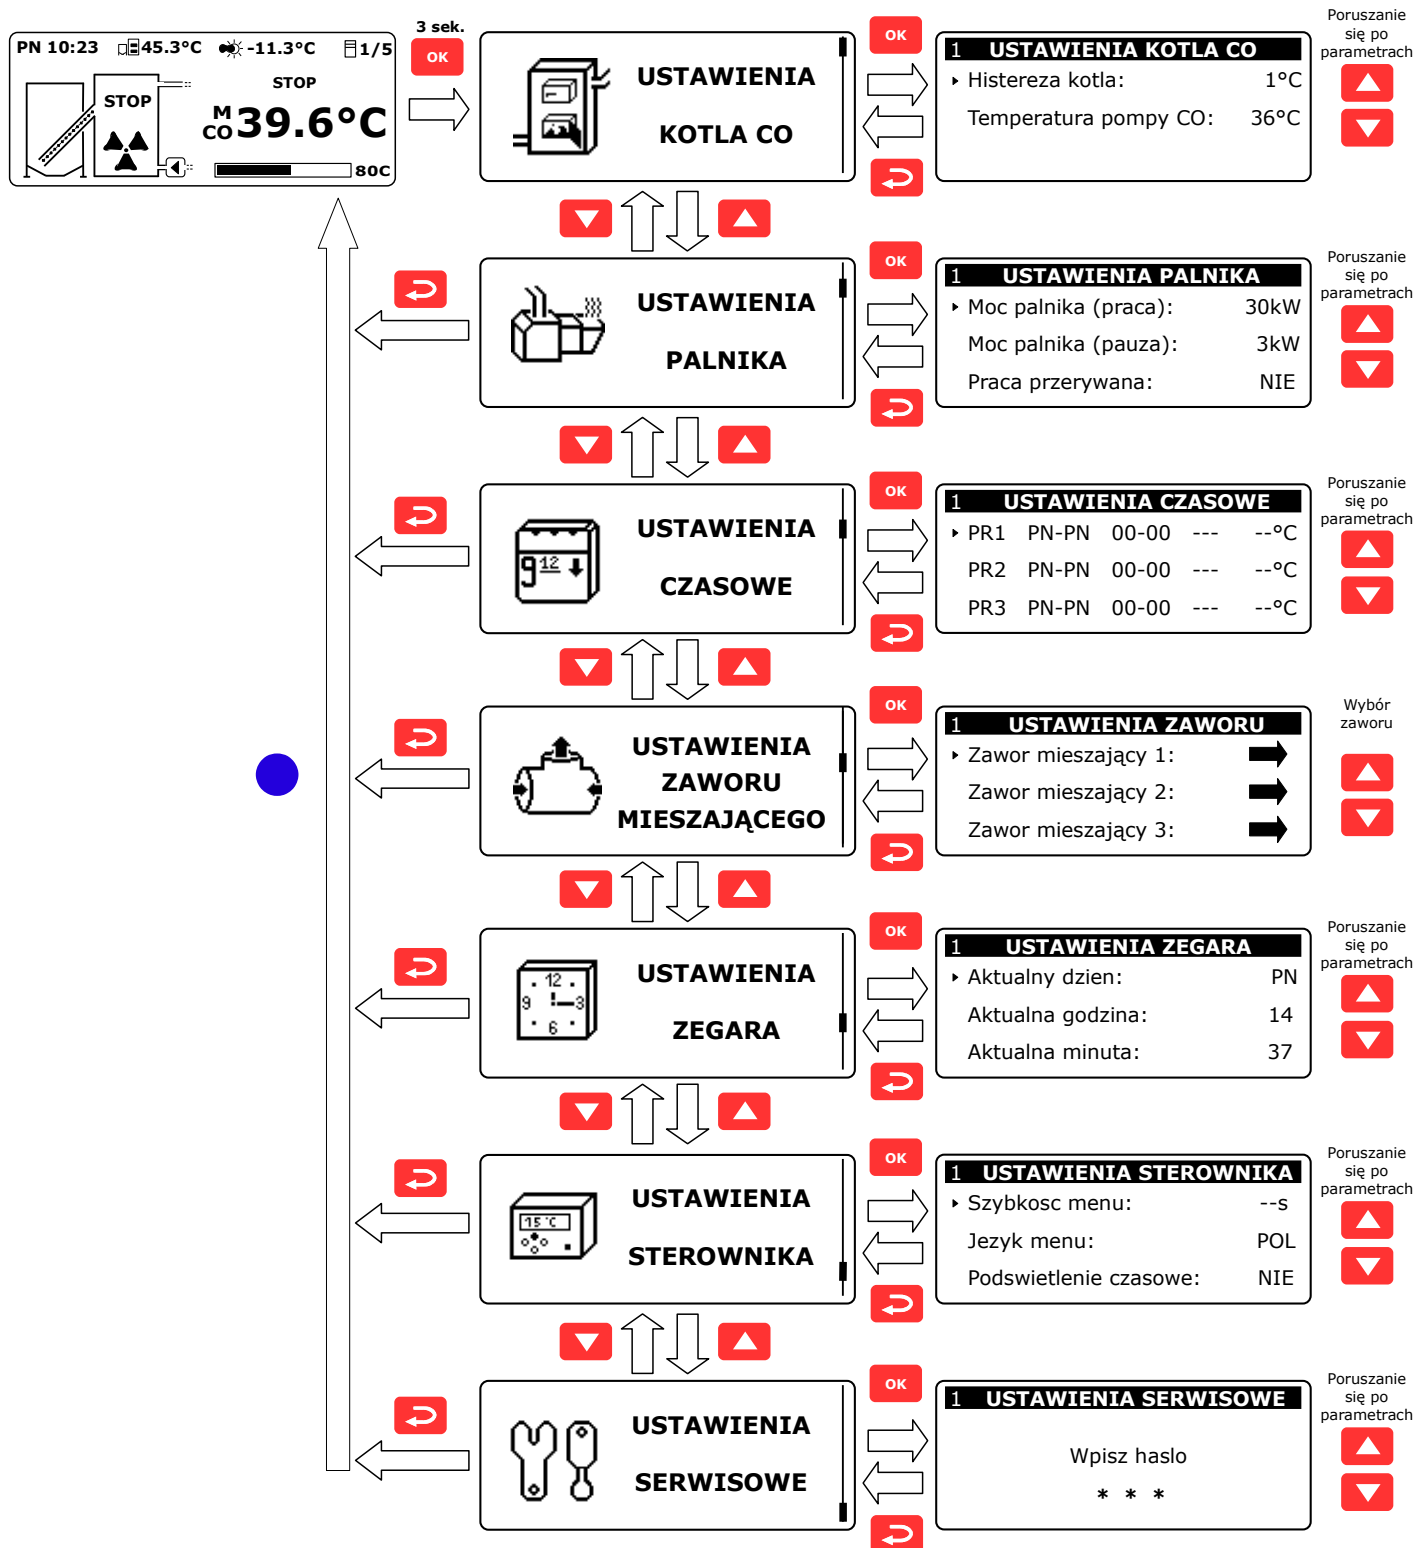 PN 10:23 45.3°C -11.3°C 1/5
STOP
STOP
M
CO 39.6°C
80C
3 sek.
OK
USTAWIENIA
KOTLA CO
OK
1 USTAWIENIA KOTLA CO
Histereza kotla: 1°C
Temperatura pompy CO: 36°C
Poruszanie
się po
parametrach
USTAWIENIA
PALNIKA
OK
1 USTAWIENIA PALNIKA
Moc palnika (praca): 30kW
Moc palnika (pauza): 3kW
Praca przerywana: NIE
Poruszanie
się po
parametrach
9 12
USTAWIENIA
CZASOWE
OK
1 USTAWIENIA CZASOWE
PR1 PN-PN 00-00 --- --°C
PR2 PN-PN 00-00 --- --°C
PR3 PN-PN 00-00 --- --°C
Poruszanie
się po
parametrach
USTAWIENIA
ZAWORU
MIESZAJĄCEGO
OK
1 USTAWIENIA ZAWORU
Zawor mieszający 1:
Zawor mieszający 2:
Zawor mieszający 3:
Wybór
zaworu
12
9 3
6
USTAWIENIA
ZEGARA
OK
1 USTAWIENIA ZEGARA
Aktualny dzien: PN
Aktualna godzina: 14
Aktualna minuta: 37
Poruszanie
się po
parametrach
15°C
USTAWIENIA
STEROWNIKA
OK
1 USTAWIENIA STEROWNIKA
Szybkosc menu: --s
Jezyk menu: POL
Podswietlenie czasowe: NIE
Poruszanie
się po
parametrach
USTAWIENIA
SERWISOWE
OK
1 USTAWIENIA SERWISOWE
Wpisz haslo
* * *
Poruszanie
się po
parametrach